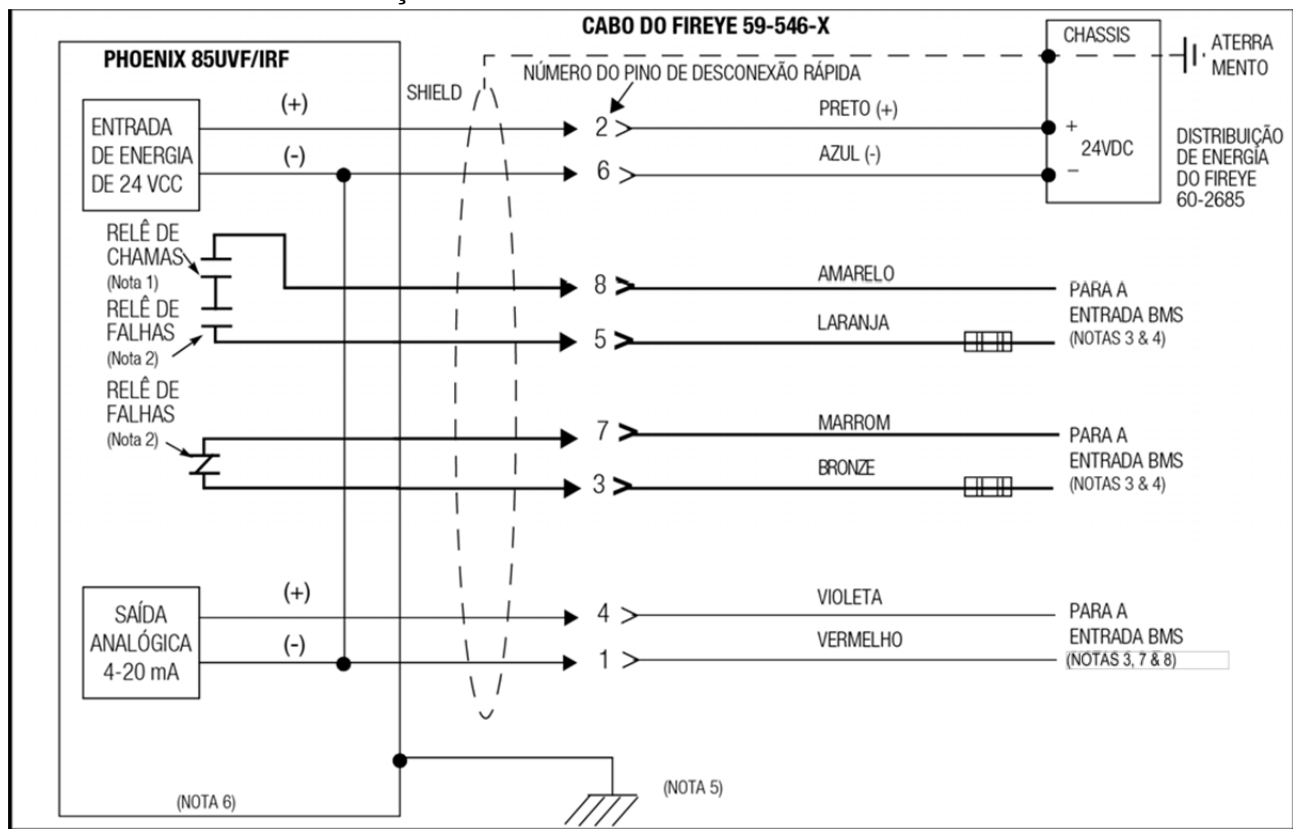 CABO DO FIREYE 59-546-X
PHOENIX 85UVF/IRF
CHASSIS
ATERRA
MENTO
NÚMERO DO PINO DE DESCONEXÃO RÁPIDA
SHIELD
ENTRADA
DE ENERGIA
DE 24 VCC
(+)
(-)
2
PRETO (+)
6
AZUL (-)
+
24VDC
–
DISTRIBUIÇÃO
DE ENERGÍA
DO FIREYE
60-2685
RELÊ DE
CHAMAS
(Nota 1)
RELÊ DE
FALHAS
(Nota 2)
8
AMARELO
5
LARANJA
PARA A
ENTRADA BMS
(NOTAS 3 & 4)
RELÊ DE
FALHAS
(Nota 2)
7
MARROM
3
BRONZE
PARA A
ENTRADA BMS
(NOTAS 3 & 4)
SAÍDA
ANALÓGICA
4-20 mA
(+)
(-)
4
VIOLETA
1
VERMELHO
PARA A
ENTRADA BMS
(NOTAS 3, 7 & 8)
(NOTA 5)
(NOTA 6)